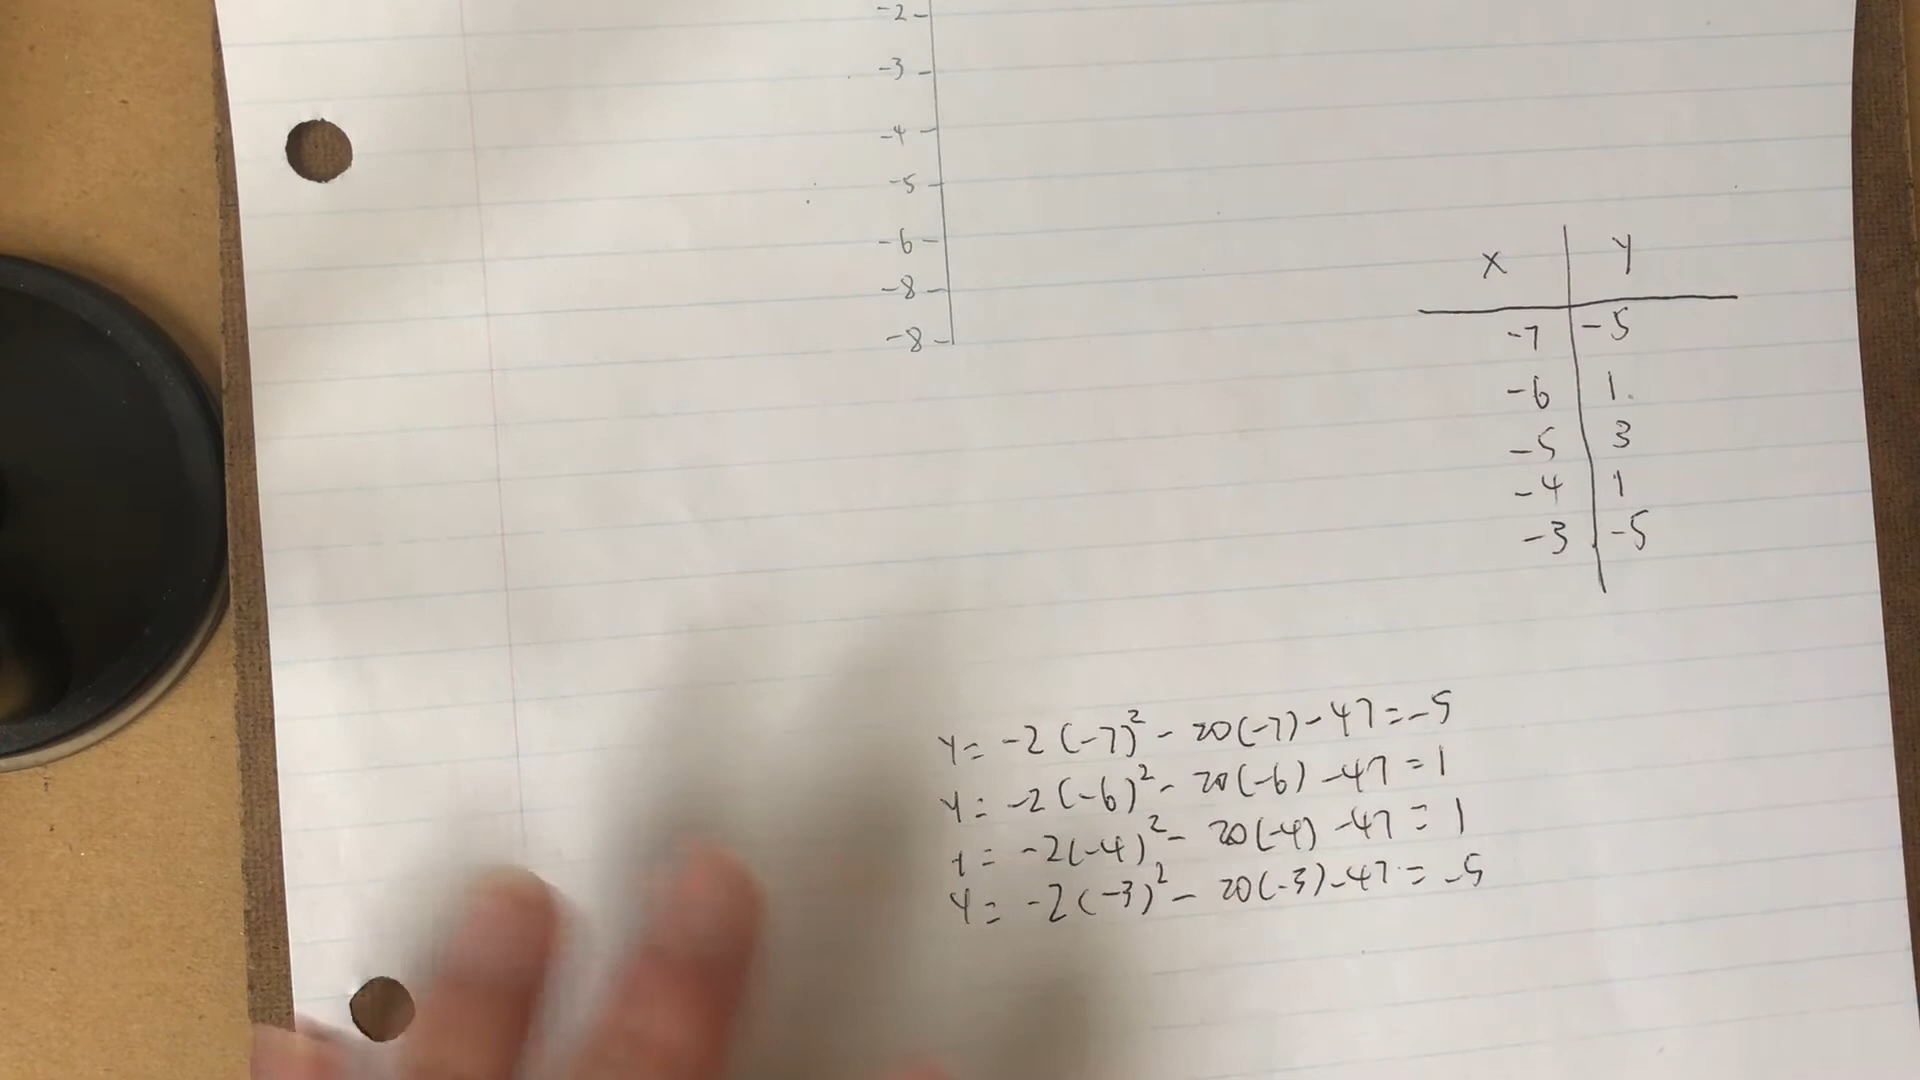 -2
-3
-4
-5
-6
-8
-8
x y
-7 -5
-6 1
-5 3
-4 1
-3 -5
y = -2(-7)² - 20(-7) - 47 = -5
y = -2(-6)² - 20(-6) - 47 = 1
y = -2(-4)² - 20(-4) - 47 = 1
y = -2(-3)² - 20(-3) - 47 = -5